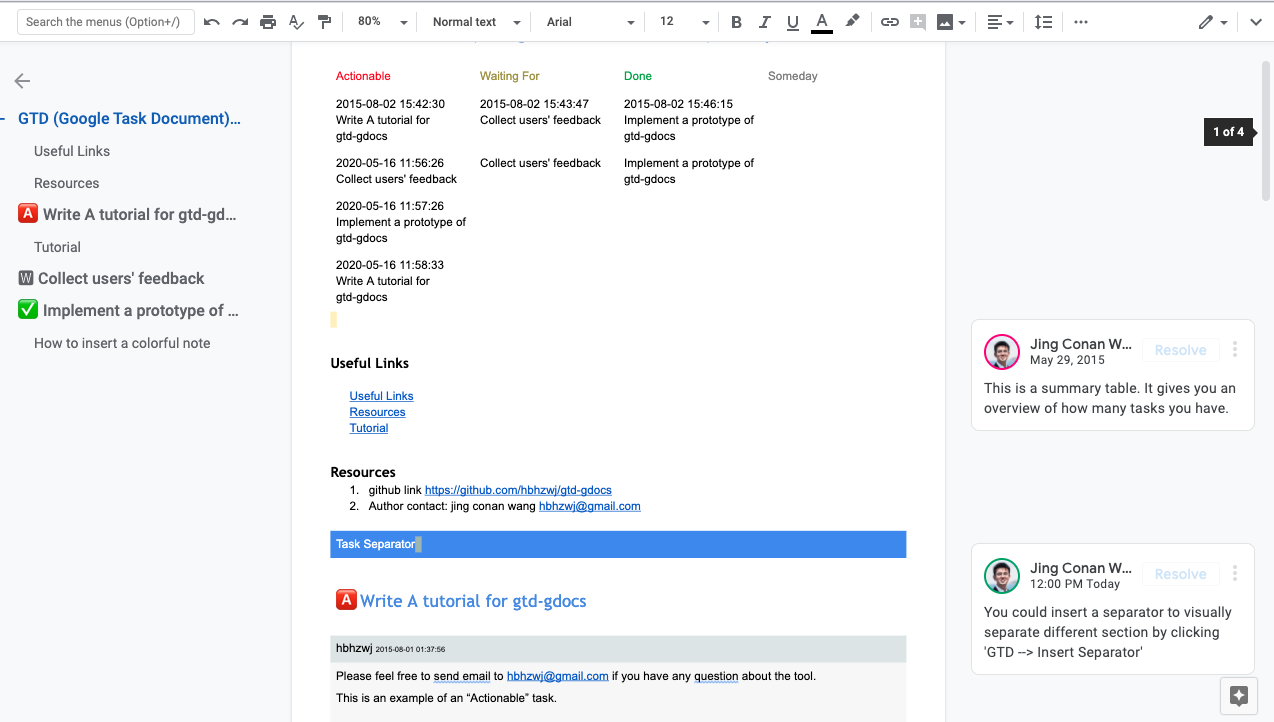 Search the menus (Option+/)
80%
Normal text
Arial
12
B I U A
GTD (Google Task Document)...
Useful Links
Resources
A Write A tutorial for gtd-gd...
Tutorial
W Collect users' feedback
Implement a prototype of ...
How to insert a colorful note
Actionable Waiting For Done Someday
2015-08-02 15:42:30
Write A tutorial for
gtd-gdocs
2015-08-02 15:43:47
Collect users' feedback
2015-08-02 15:46:15
Implement a prototype of
gtd-gdocs
2020-05-16 11:56:26
Collect users' feedback
Collect users' feedback
Implement a prototype of
gtd-gdocs
2020-05-16 11:57:26
Implement a prototype of
gtd-gdocs
2020-05-16 11:58:33
Write A tutorial for
gtd-gdocs
Useful Links
Useful Links
Resources
Tutorial
Resources
1. github link https://github.com/hbhzwj/gtd-gdocs
2. Author contact: jing conan wang hbhzwj@gmail.com
Task Separator
A Write A tutorial for gtd-gdocs
hbhzwj 2015-08-01 01:37:56
Please feel free to send email to hbhzwj@gmail.com if you have any question about the tool.
This is an example of an “Actionable” task.
1 of 4
Jing Conan W...
Resolve
May 29, 2015
This is a summary table. It gives you an
overview of how many tasks you have.
Jing Conan W...
Resolve
12:00 PM Today
You could insert a separator to visually
separate different section by clicking
'GTD --> Insert Separator'